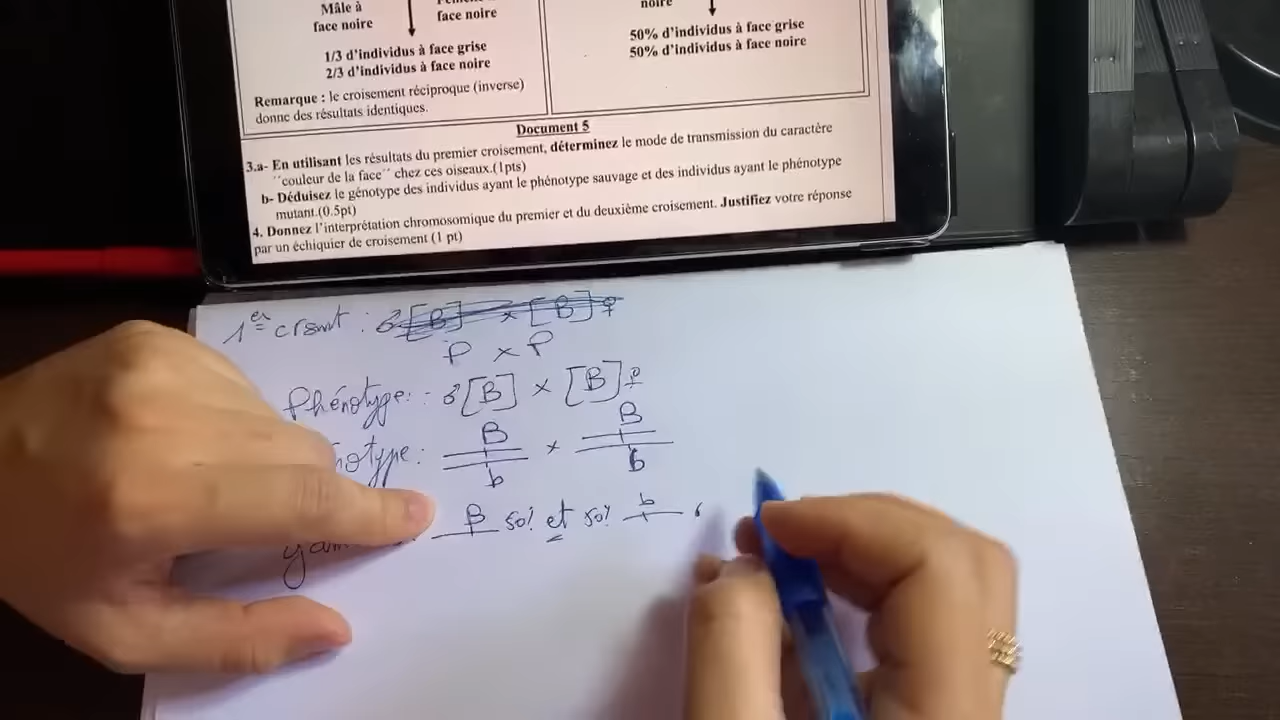 Mâle à
face noire
face noire
1/3 d'individus à face grise
2/3 d'individus à face noire
Remarque : le croisement réciproque (inverse)
donne des résultats identiques.
noire
50% d'individus à face grise
50% d'individus à face noire
Document 5
3.a- En utilisant les résultats du premier croisement, déterminez le mode de transmission du caractère
´´couleur de la face´´ chez ces oiseaux.(1pts)
b- Déduisez le génotype des individus ayant le phénotype sauvage et des individus ayant le phénotype
mutant.(0.5pt)
4. Donnez l'interprétation chromosomique du premier et du deuxième croisement. Justifiez votre réponse
par un échiquier de croisement (1 pt)
1er crsmt : ♂ [B] × [B] ♀
P × P
Phénotype : ♂ [B] × [B] ♀
notype : B × B
b b
gam B 50% et 50% b